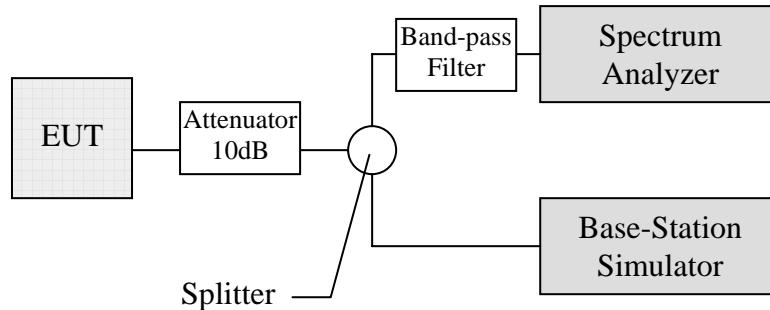 EUT
Attenuator
10dB
Band-pass
Filter
Spectrum
Analyzer
Base-Station
Simulator
Splitter